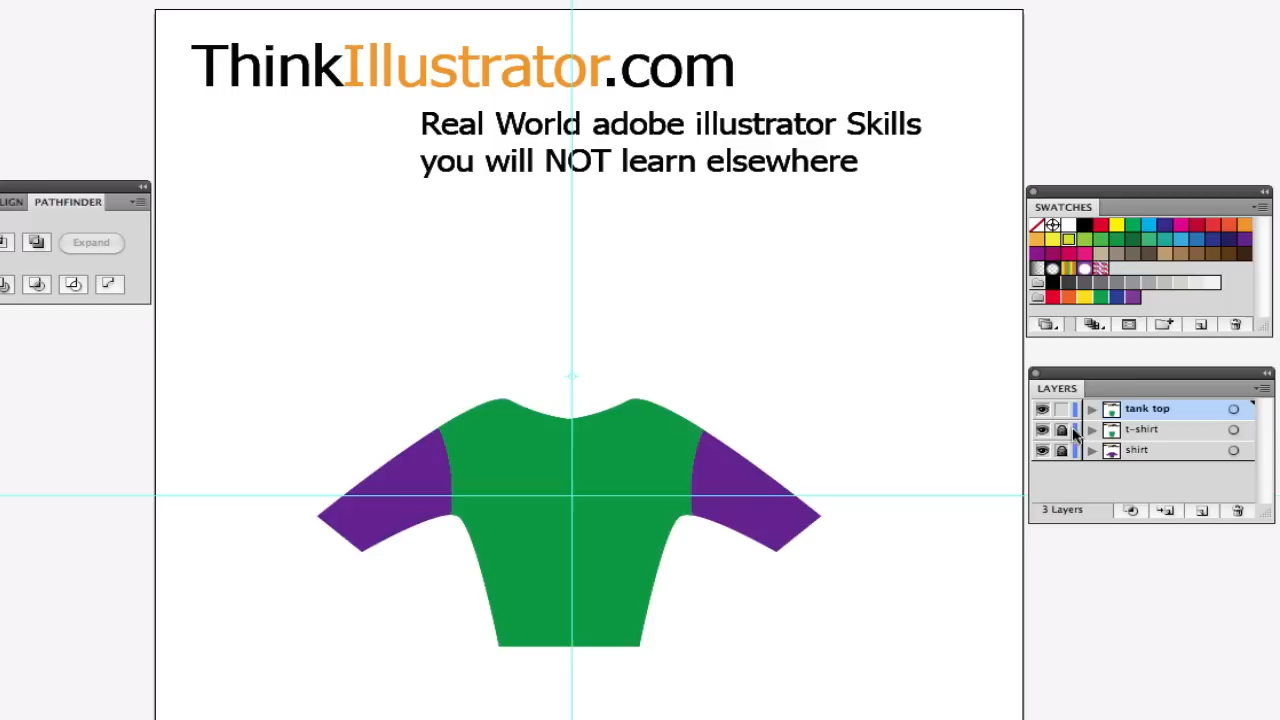 ThinkIllustrator.com
Real World adobe illustrator Skills
you will NOT learn elsewhere
LIGN PATHFINDER
Expand
SWATCHES
LAYERS
tank top
t-shirt
shirt
3 Layers